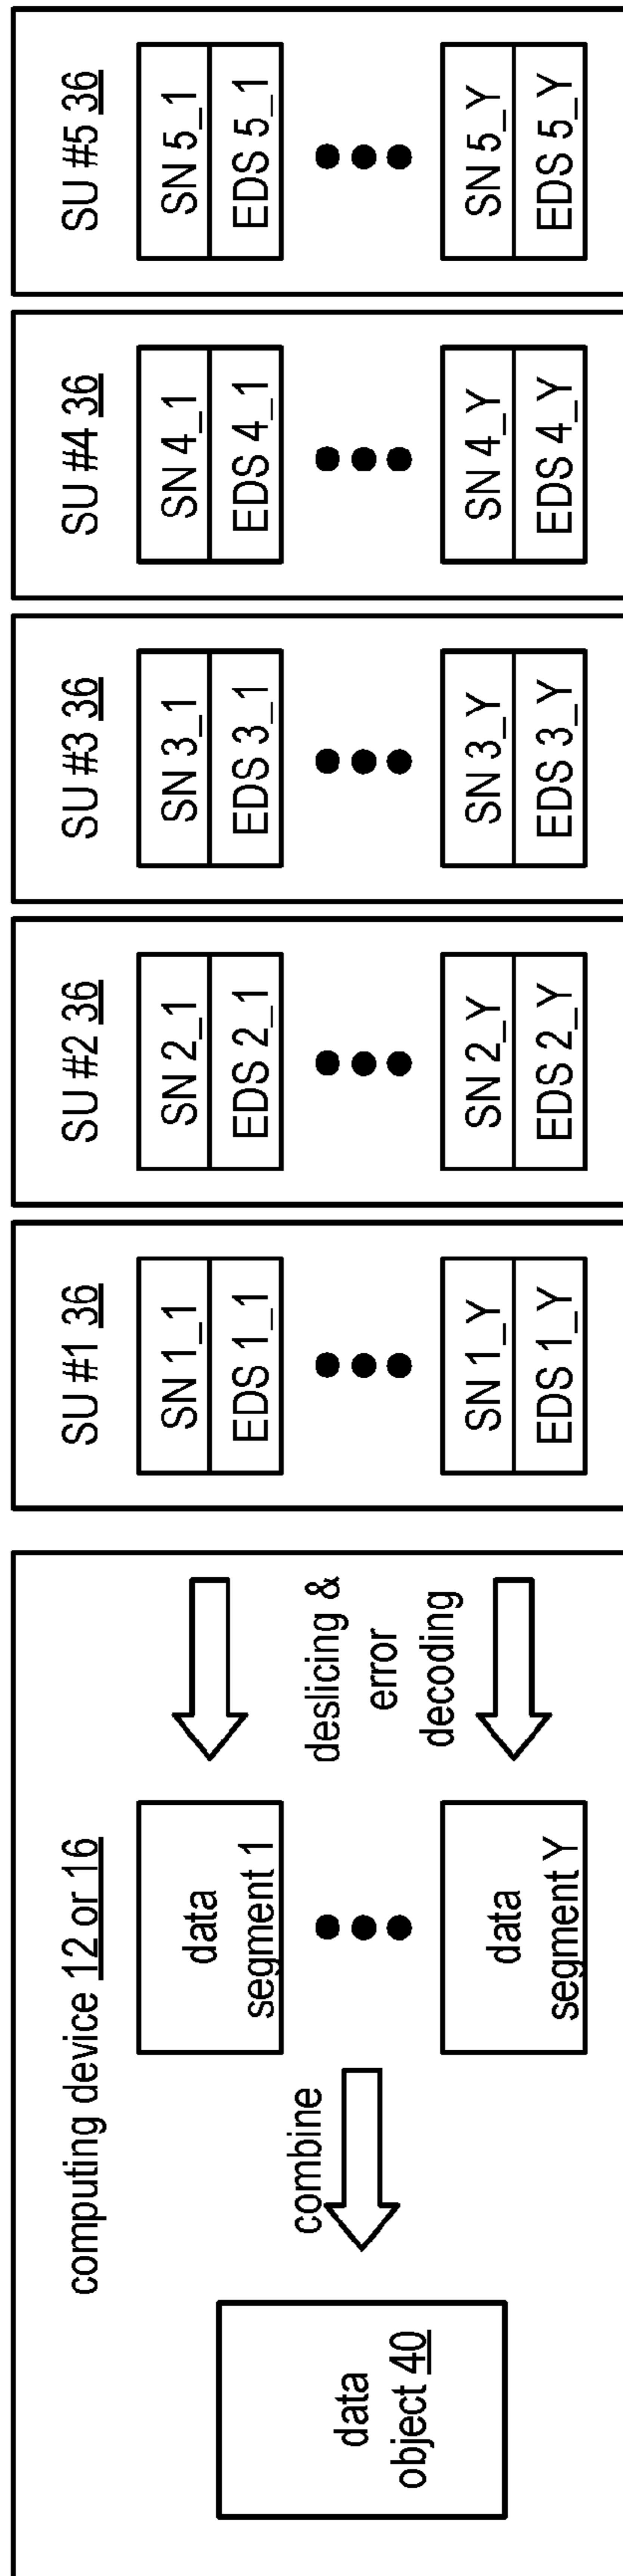 computing device 12 or 16
data
object 40
combine
data
segment 1
data
segment Y
deslicing &
error
decoding
SU #1 36
SN 1_1
EDS 1_1
SN 1_Y
EDS 1_Y
SU #2 36
SN 2_1
EDS 2_1
SN 2_Y
EDS 2_Y
SU #3 36
SN 3_1
EDS 3_1
SN 3_Y
EDS 3_Y
SU #4 36
SN 4_1
EDS 4_1
SN 4_Y
EDS 4_Y
SU #5 36
SN 5_1
EDS 5_1
SN 5_Y
EDS 5_Y